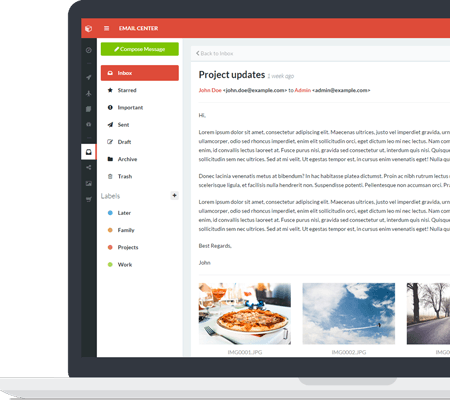 EMAIL CENTER
Compose Message
Back to Inbox
Inbox
Starred
Important
Sent
Draft
Archive
Trash
Labels
+
Later
Family
Projects
Work
Project updates 1 week ago
John Doe <john.doe@example.com> to Admin <admin@example.com>
Hi.
Lorem ipsum dolor sit amet, consectetur adipiscing elit. Maecenas ultrices, justo vel imperdiet gravida, urn
ullamcorper, odio sed rhoncus imperdiet, enim elit sollicitudin orci, eget dictum leo mi nec lectus. Nam com
enim, id convallis lectus laoreet at. Fusce purus nisi, gravida sed consectetur ut, interdum quis nisi. Quisque
sollicitudin sem nec ultrices. Sed at mi velit. Ut egestas tempor est, in cursus enim venenatis eget! Nulla qu
Donec lacinia venenatis metus at bibendum? In hac habitasse platea dictumst. Proin ac nibh rutrum lectus
scelerisque ligula, et facilisis nulla hendrerit non. Suspendisse potenti. Pellentesque non accumsan orci. Pr
Lorem ipsum dolor sit amet, consectetur adipiscing elit. Maecenas ultrices, justo vel imperdiet gravida, urn
ullamcorper, odio sed rhoncus imperdiet, enim elit sollicitudin orci, eget dictum leo mi nec lectus. Nam com
enim, id convallis lectus laoreet at. Fusce purus nisi, gravida sed consectetur ut, interdum quis nisi. Quisque
sollicitudin sem nec ultrices. Sed at mi velit. Ut egestas tempor est, in cursus enim venenatis eget!
Best Regards,
John
IMG0001.JPG
IMG0002.JPG